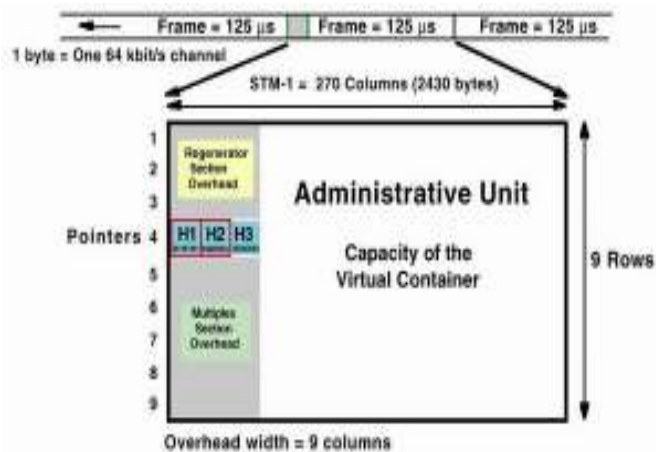 Frame = 125 µs Frame = 125 µs Frame = 125 µs
1 byte = One 64 kbit/s channel
STM-1 = 270 Columns (2430 bytes)
1
Regenerator
2
Section
Overhead
3
Administrative Unit
Pointers 4 H1 H2 H3
Capacity of the
Virtual Container
9 Rows
5
6
Multiplex
Section
7
Overhead
8
9
Overhead width = 9 columns